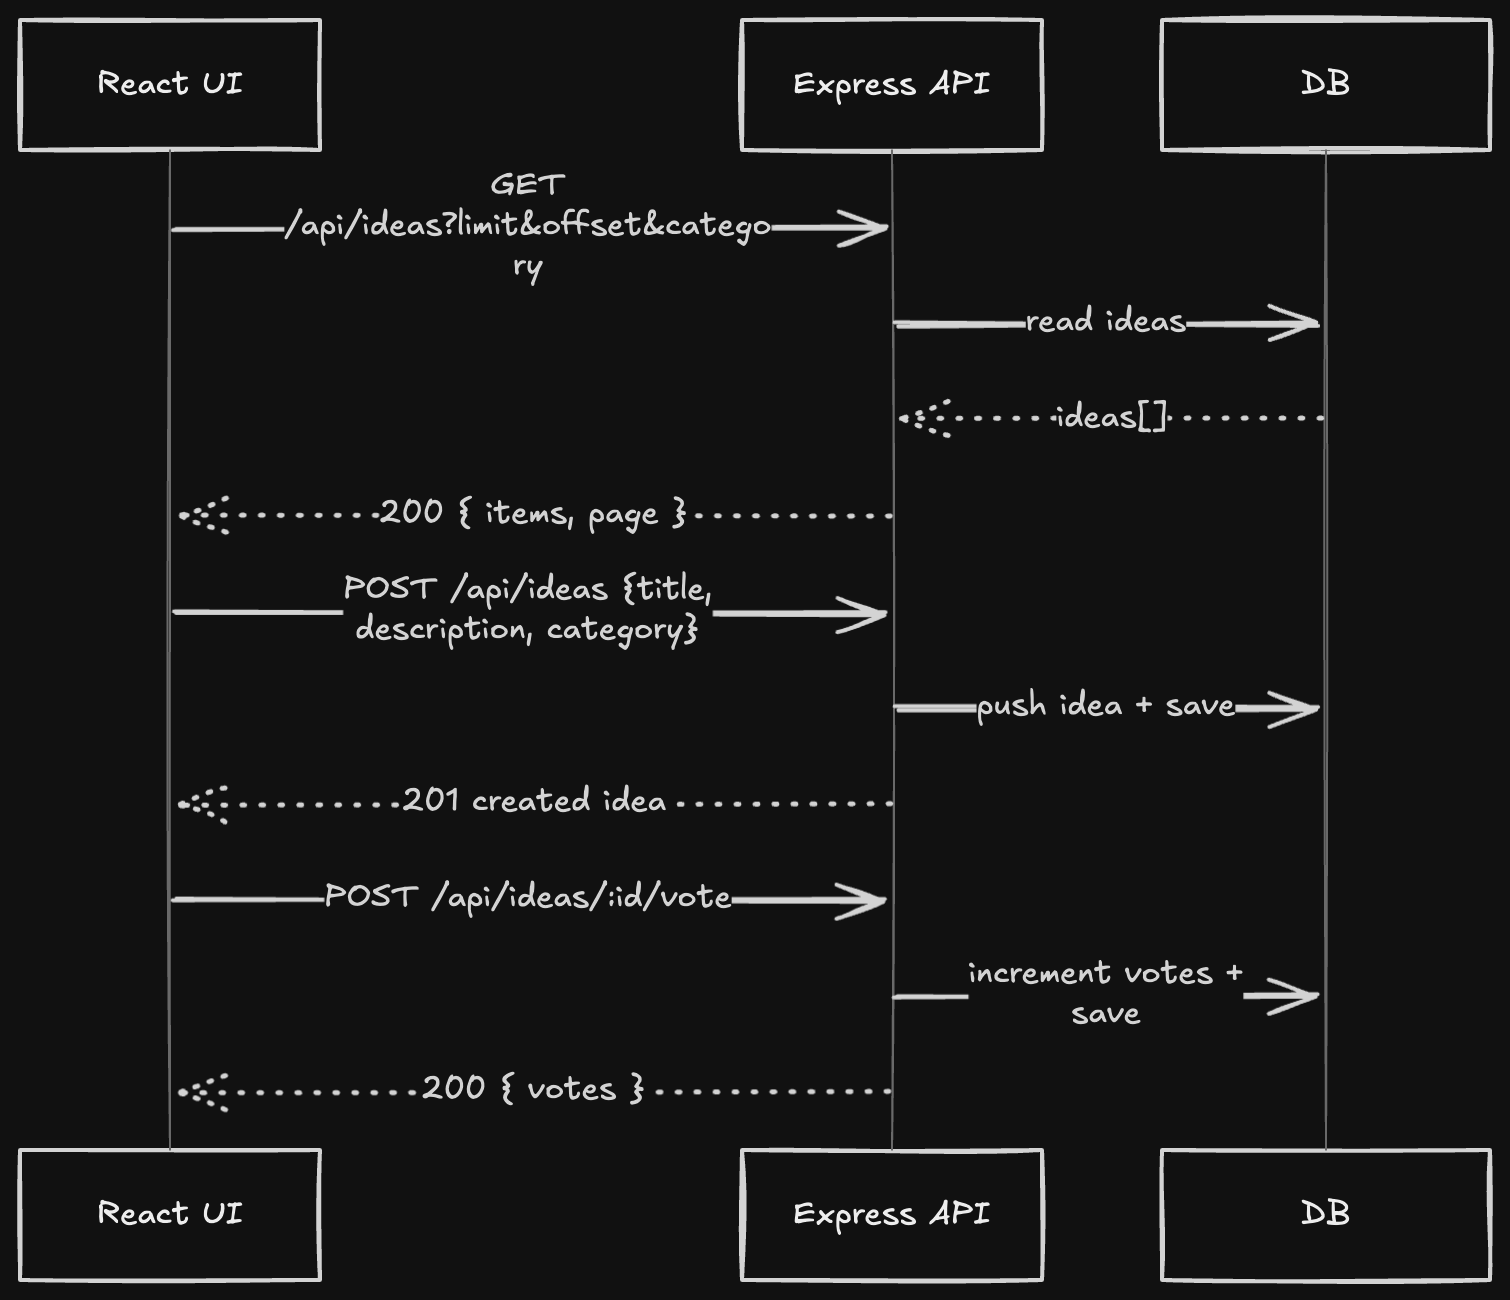 React UI
Express API
DB
GET
/api/ideas?limit&offset&catego
ry
read ideas
ideas[]
200 { items, page }
POST /api/ideas {title,
description, category}
push idea + save
201 created idea
POST /api/ideas/:id/vote
increment votes +
save
200 { votes }
React UI
Express API
DB